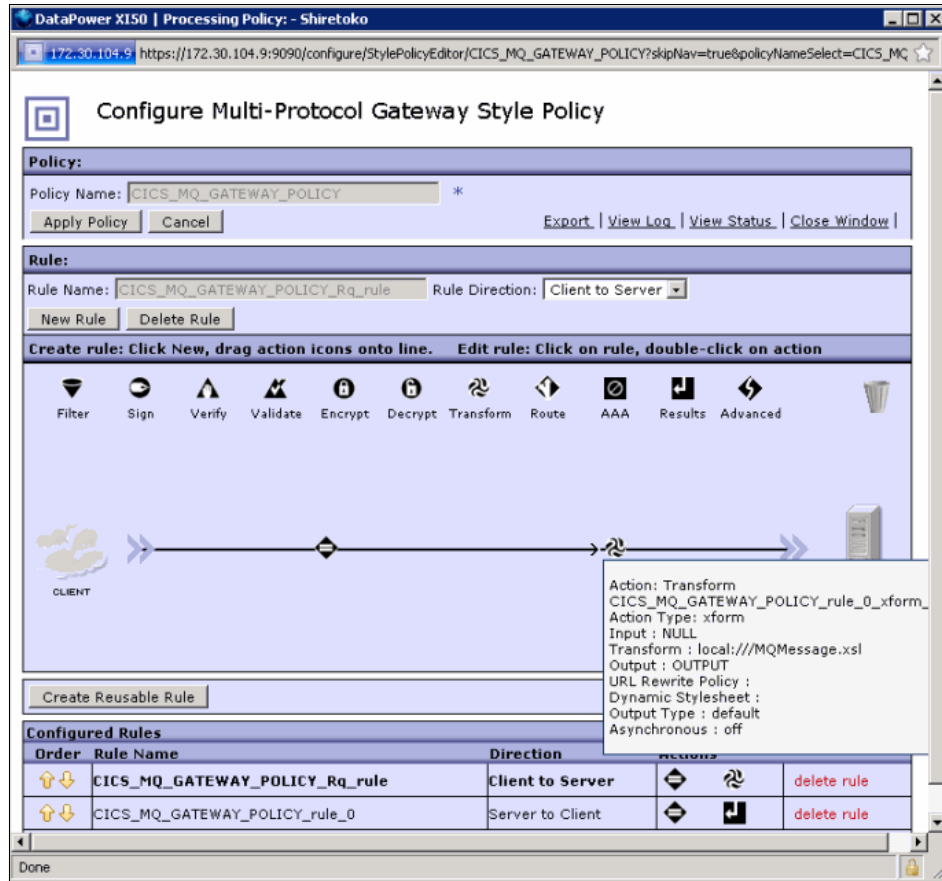 DataPower XI50 | Processing Policy: - Shiretoko
172.30.104.9 https://172.30.104.9:9090/configure/StylePolicyEditor/CICS_MQ_GATEWAY_POLICY?skipNav=true&policyNameSelect=CICS_MQ
Configure Multi-Protocol Gateway Style Policy
Policy:
Policy Name: CICS_MQ_GATEWAY_POLICY *
Apply Policy Cancel Export | View Log | View Status | Close Window |
Rule:
Rule Name: CICS_MQ_GATEWAY_POLICY_Rq_rule Rule Direction: Client to Server
New Rule Delete Rule
Create rule: Click New, drag action icons onto line. Edit rule: Click on rule, double-click on action
Filter Sign Verify Validate Encrypt Decrypt Transform Route AAA Results Advanced
CLIENT
Action: Transform
CICS_MQ_GATEWAY_POLICY_rule_0_xform_
Action Type: xform
Input : NULL
Transform : local:///MQMessage.xsl
Output : OUTPUT
URL Rewrite Policy :
Dynamic Stylesheet :
Output Type : default
Asynchronous : off
Create Reusable Rule
Configured Rules
Order Rule Name Direction Actions
CICS_MQ_GATEWAY_POLICY_Rq_rule Client to Server delete rule
CICS_MQ_GATEWAY_POLICY_rule_0 Server to Client delete rule
Done